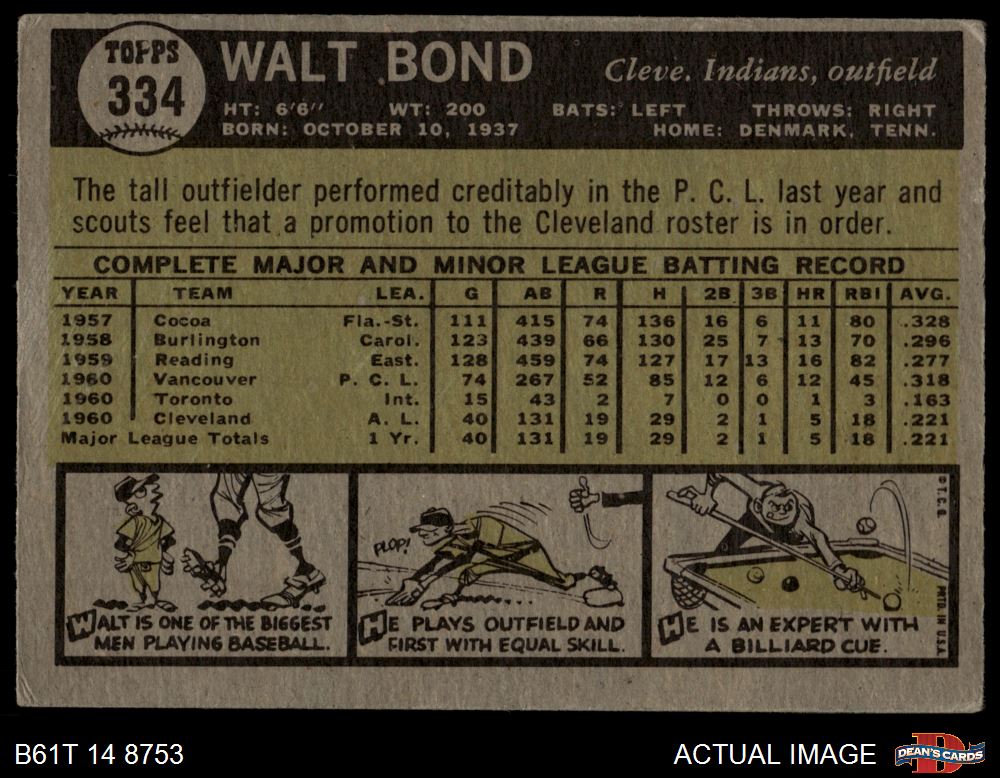 TOPPS
334
WALT BOND
Cleve. Indians, outfield
HT: 6'6" WT: 200 BATS: LEFT THROWS: RIGHT
BORN: OCTOBER 10, 1937 HOME: DENMARK, TENN.
The tall outfielder performed creditably in the P. C. L. last year and
scouts feel that a promotion to the Cleveland roster is in order.
COMPLETE MAJOR AND MINOR LEAGUE BATTING RECORD
YEAR TEAM LEA. G AB R H 2B 3B HR RBI AVG.
1957 Cocoa Fla.-St. 111 415 74 136 16 6 11 80 .328
1958 Burlington Carol. 123 439 66 130 25 7 13 70 .296
1959 Reading East. 128 459 74 127 17 13 16 82 .277
1960 Vancouver P. C. L. 74 267 52 85 12 6 12 45 .318
1960 Toronto Int. 15 43 2 7 0 0 1 3 .163
1960 Cleveland A. L. 40 131 19 29 2 1 5 18 .221
Major League Totals 1 Yr. 40 131 19 29 2 1 5 18 .221
PLOP!
WALT IS ONE OF THE BIGGEST
MEN PLAYING BASEBALL.
HE PLAYS OUTFIELD AND
FIRST WITH EQUAL SKILL.
HE IS AN EXPERT WITH
A BILLIARD CUE.
© T.C.G. PRTD. IN U.S.A.
B61T 14 8753
ACTUAL IMAGE
DEAN'S CARDS